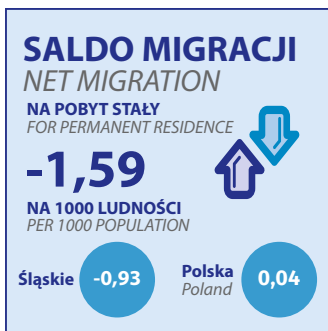 SALDO MIGRACJI
NET MIGRATION
NA POBYT STAŁY
FOR PERMANENT RESIDENCE
-1,59
NA 1000 LUDNOŚCI
PER 1000 POPULATION
Śląskie -0,93
Polska 0,04
Poland